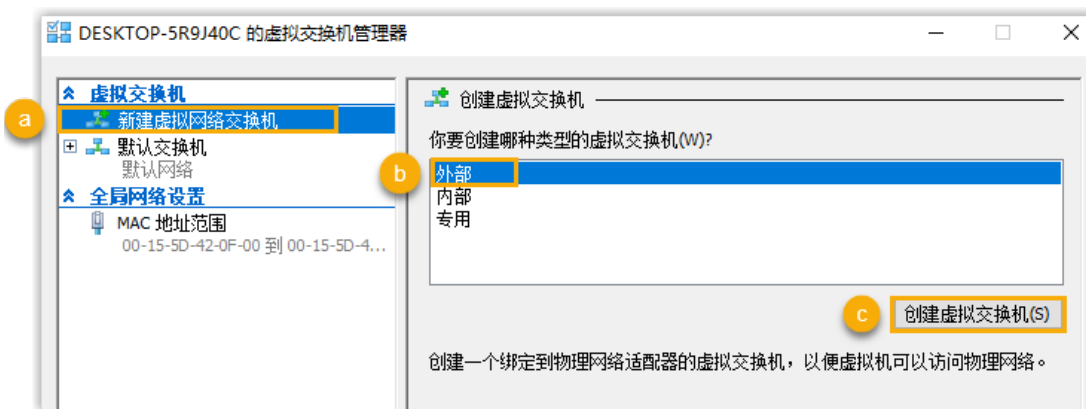 DESKTOP-5R9J40C 的虚拟交换机管理器
虚拟交换机
a
新建虚拟网络交换机
默认交换机
默认网络
全局网络设置
MAC 地址范围
00-15-5D-42-0F-00 到 00-15-5D-4...
创建虚拟交换机
你要创建哪种类型的虚拟交换机(W)?
b
外部
内部
专用
c
创建虚拟交换机(S)
创建一个绑定到物理网络适配器的虚拟交换机，以便虚拟机可以访问物理网络。